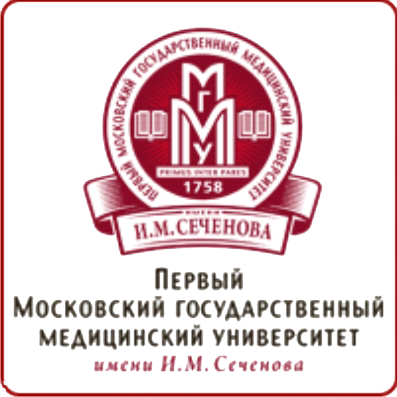 ПЕРВЫЙ МОСКОВСКИЙ ГОСУДАРСТВЕННЫЙ МЕДИЦИНСКИЙ УНИВЕРСИТЕТ
МГМУ
PRIMUS INTER PARES
1758
ИМЕНИ
И.М. СЕЧЕНОВА
ПЕРВЫЙ
МОСКОВСКИЙ ГОСУДАРСТВЕННЫЙ
МЕДИЦИНСКИЙ УНИВЕРСИТЕТ
имени И.М. Сеченова